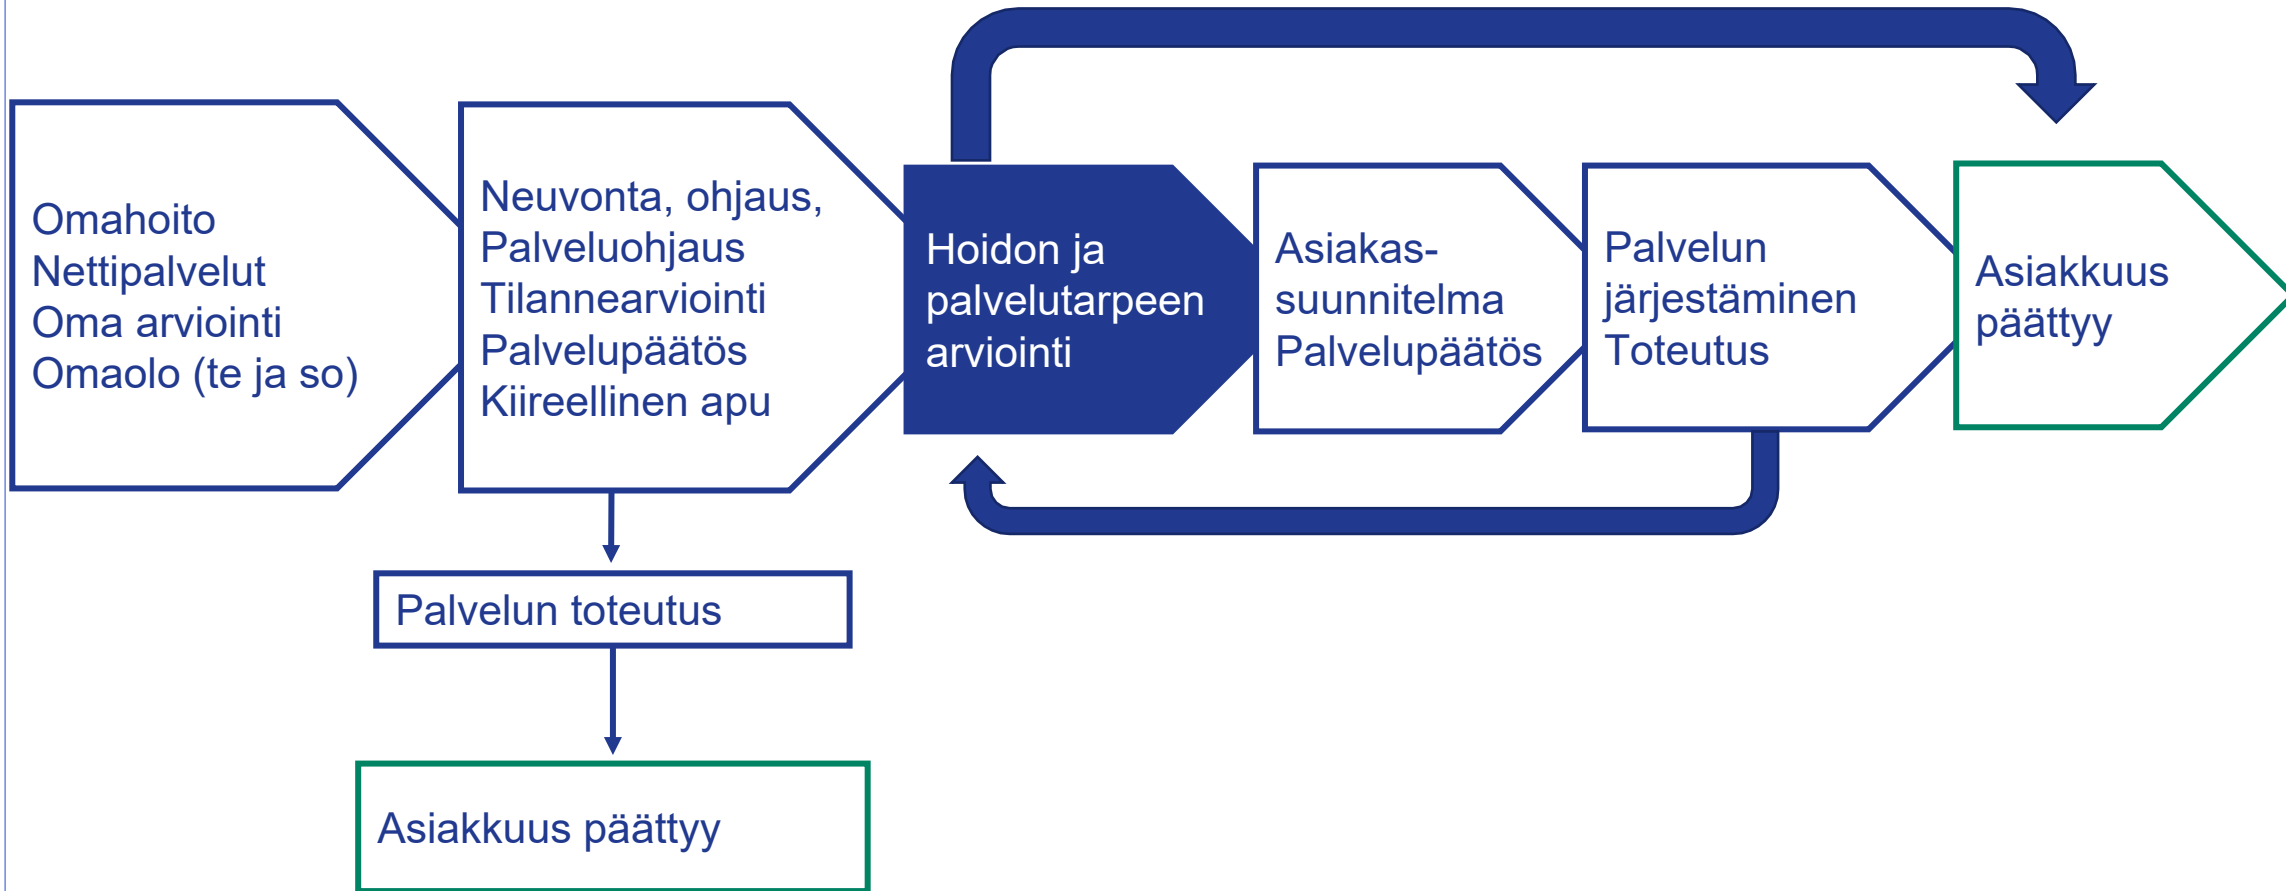 Omahoito
Nettipalvelut
Oma arviointi
Omaolo (te ja so)
Neuvonta, ohjaus,
Palveluohjaus
Tilannearviointi
Palvelupäätös
Kiireellinen apu
Hoidon ja
palvelutarpeen
arviointi
Asiakas-
suunnitelma
Palvelupäätös
Palvelun
järjestäminen
Toteutus
Asiakkuus
päättyy
Palvelun toteutus
Asiakkuus päättyy